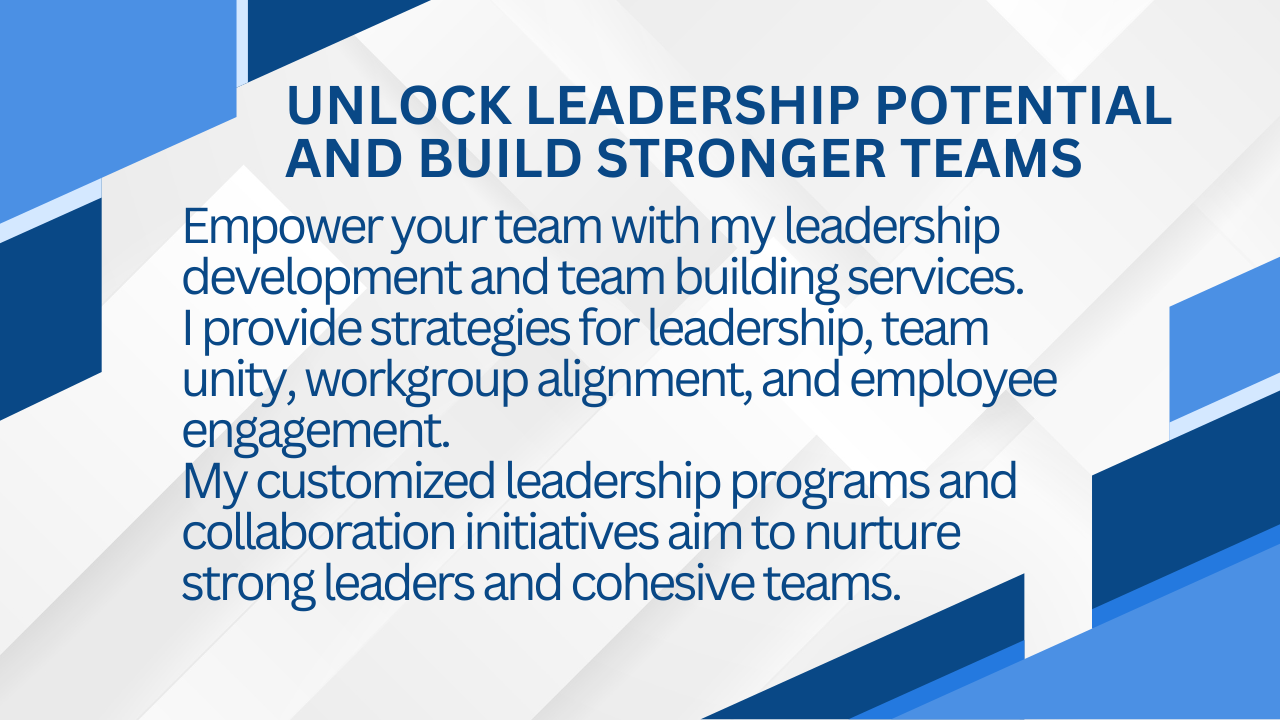 UNLOCK LEADERSHIP POTENTIAL
AND BUILD STRONGER TEAMS
Empower your team with my leadership
development and team building services.
I provide strategies for leadership, team
unity, workgroup alignment, and employee
engagement.
My customized leadership programs and
collaboration initiatives aim to nurture
strong leaders and cohesive teams.